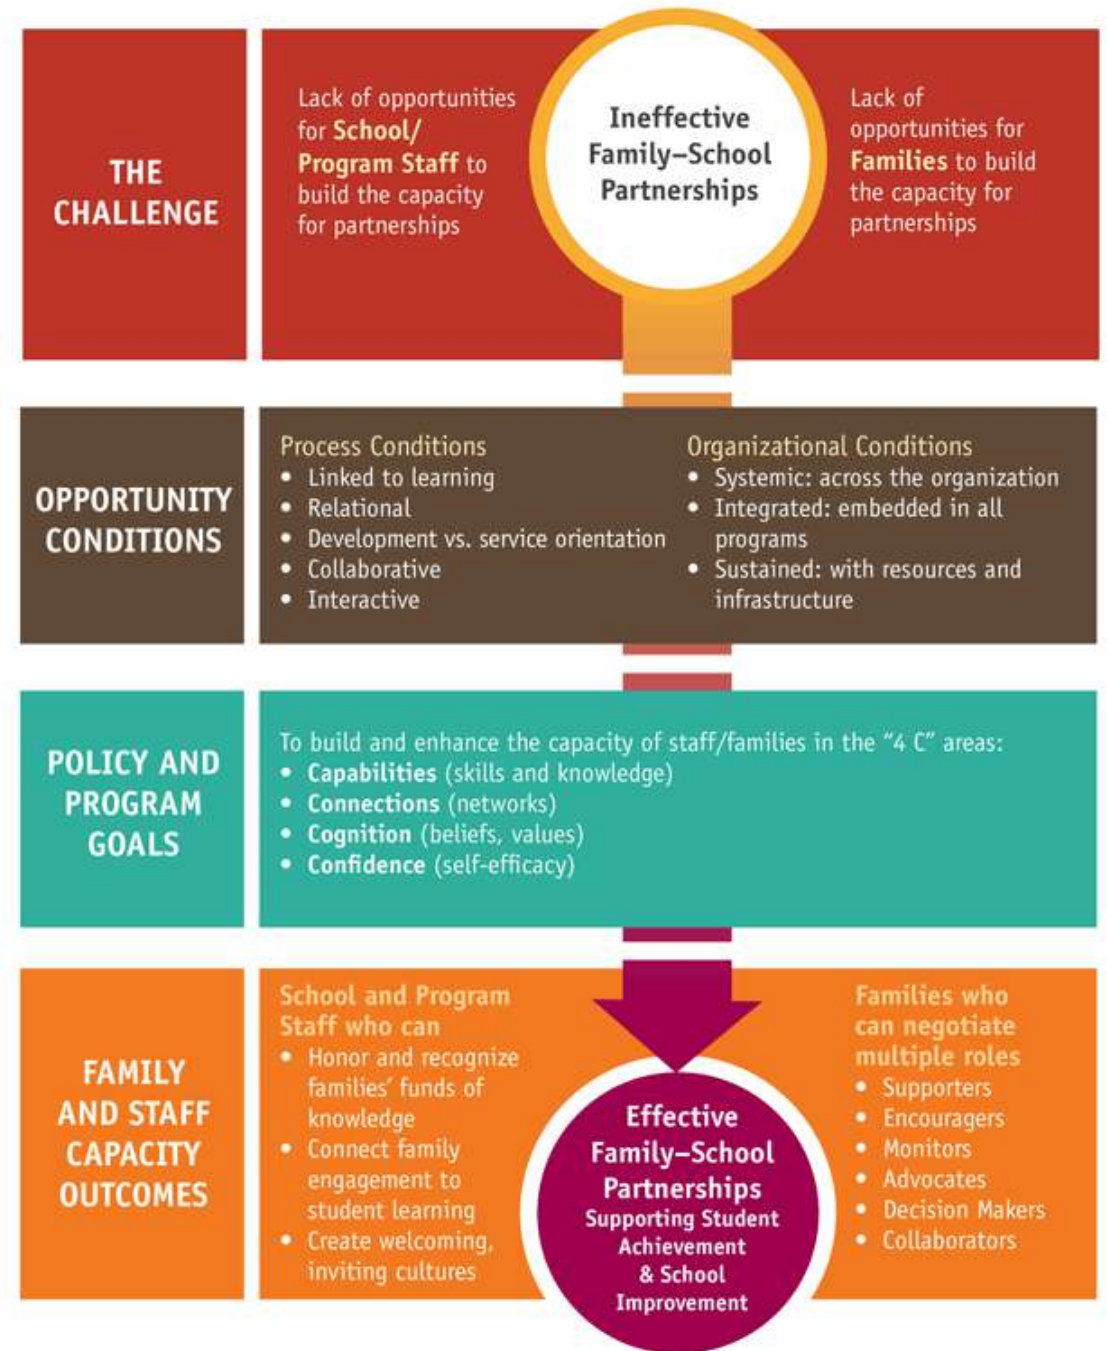 THE
CHALLENGE
Lack of opportunities
for School/
Program Staff to
build the capacity
for partnerships
Ineffective
Family–School
Partnerships
Lack of
opportunities for
Families to build
the capacity for
partnerships
OPPORTUNITY
CONDITIONS
Process Conditions
• Linked to learning
• Relational
• Development vs. service orientation
• Collaborative
• Interactive
Organizational Conditions
• Systemic: across the organization
• Integrated: embedded in all
programs
• Sustained: with resources and
infrastructure
POLICY AND
PROGRAM
GOALS
To build and enhance the capacity of staff/families in the “4 C” areas:
• Capabilities (skills and knowledge)
• Connections (networks)
• Cognition (beliefs, values)
• Confidence (self-efficacy)
FAMILY
AND STAFF
CAPACITY
OUTCOMES
School and Program
Staff who can
• Honor and recognize
families’ funds of
knowledge
• Connect family
engagement to
student learning
• Create welcoming,
inviting cultures
Effective
Family–School
Partnerships
Supporting Student
Achievement
& School
Improvement
Families who
can negotiate
multiple roles
• Supporters
• Encouragers
• Monitors
• Advocates
• Decision Makers
• Collaborators